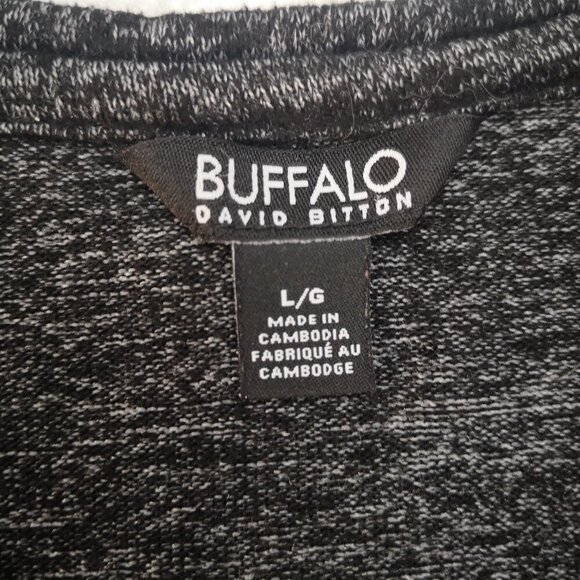 BUFFALO
DAVID BITTON
L/G
MADE IN
CAMBODIA
FABRIQUÉ AU
CAMBODGE